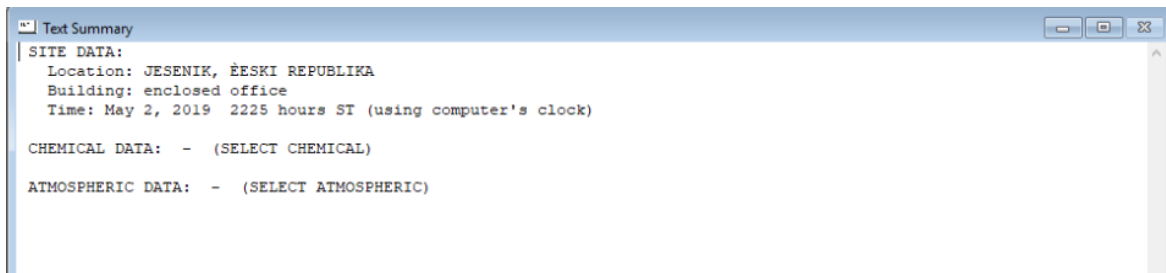 Text Summary
SITE DATA:
Location: JESENIK, ÈESKI REPUBLIKA
Building: enclosed office
Time: May 2, 2019  2225 hours ST (using computer's clock)
CHEMICAL DATA:  -  (SELECT CHEMICAL)
ATMOSPHERIC DATA:  -  (SELECT ATMOSPHERIC)